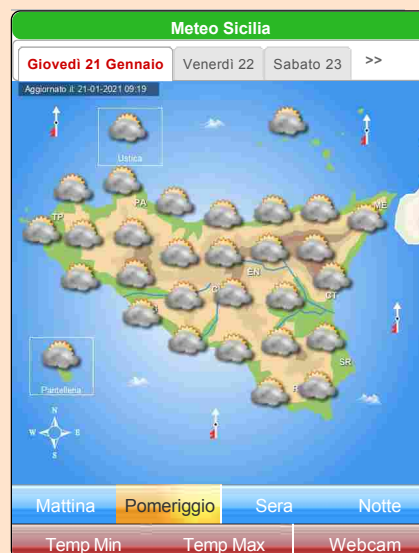 Meteo Sicilia
Giovedì 21 Gennaio Venerdì 22 Sabato 23 >>
Aggiornato il: 21-01-2021 09:19
Ustica
PA
ME
TP
EN
CT
SR
Pantelleria
N
W E
S
Mattina Pomeriggio Sera Notte
Temp Min Temp Max Webcam